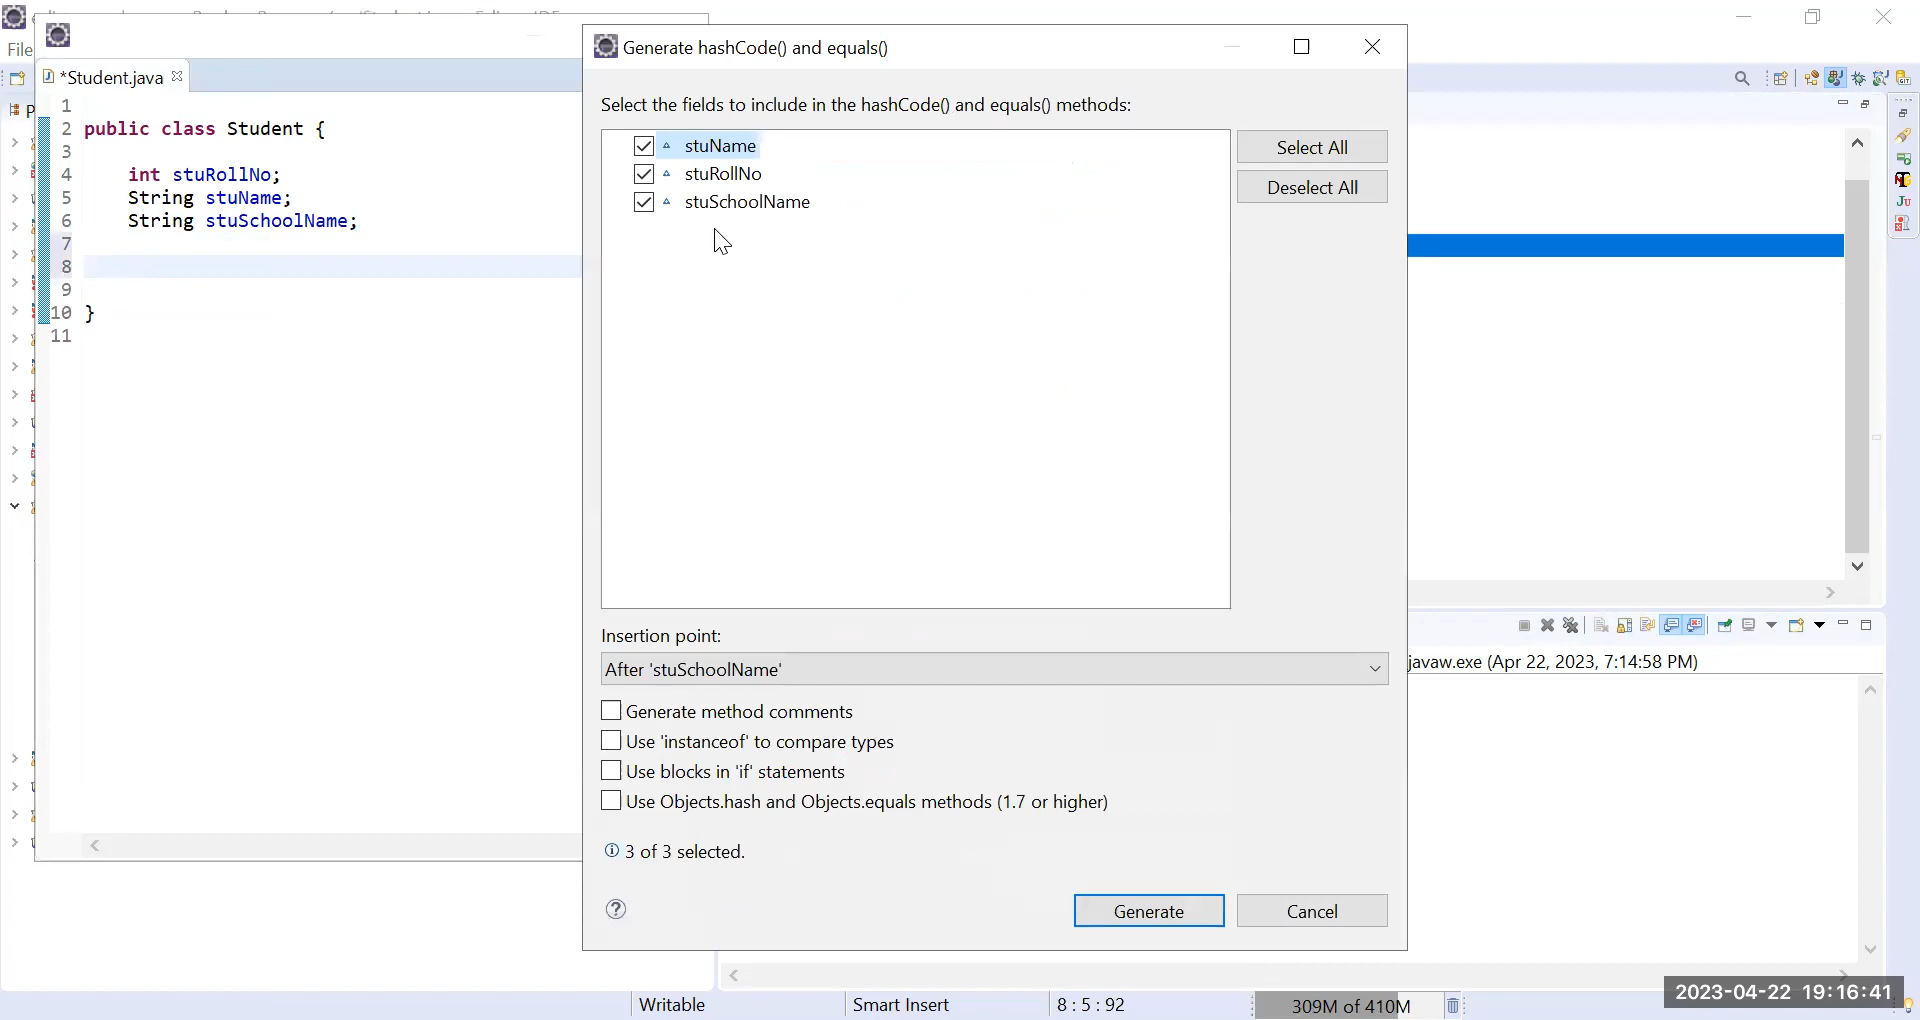 File
*Student.java
P
Generate hashCode() and equals()
1
2 public class Student {
3
4 int stuRollNo;
5 String stuName;
6 String stuSchoolName;
7
8
9
10 }
11
Select the fields to include in the hashCode() and equals() methods:
stuName
stuRollNo
stuSchoolName
Select All
Deselect All
Insertion point:
After 'stuSchoolName'
Generate method comments
Use 'instanceof' to compare types
Use blocks in 'if' statements
Use Objects.hash and Objects.equals methods (1.7 or higher)
3 of 3 selected.
Generate
Cancel
javaw.exe (Apr 22, 2023, 7:14:58 PM)
Writable
Smart Insert
8 : 5 : 92
309M of 410M
2023-04-22 19:16:41